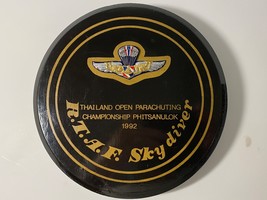 THAILAND OPEN PARACHUTING
CHAMPIONSHIP PHITSANULOK
1992
R.T.A.F. Skydiver